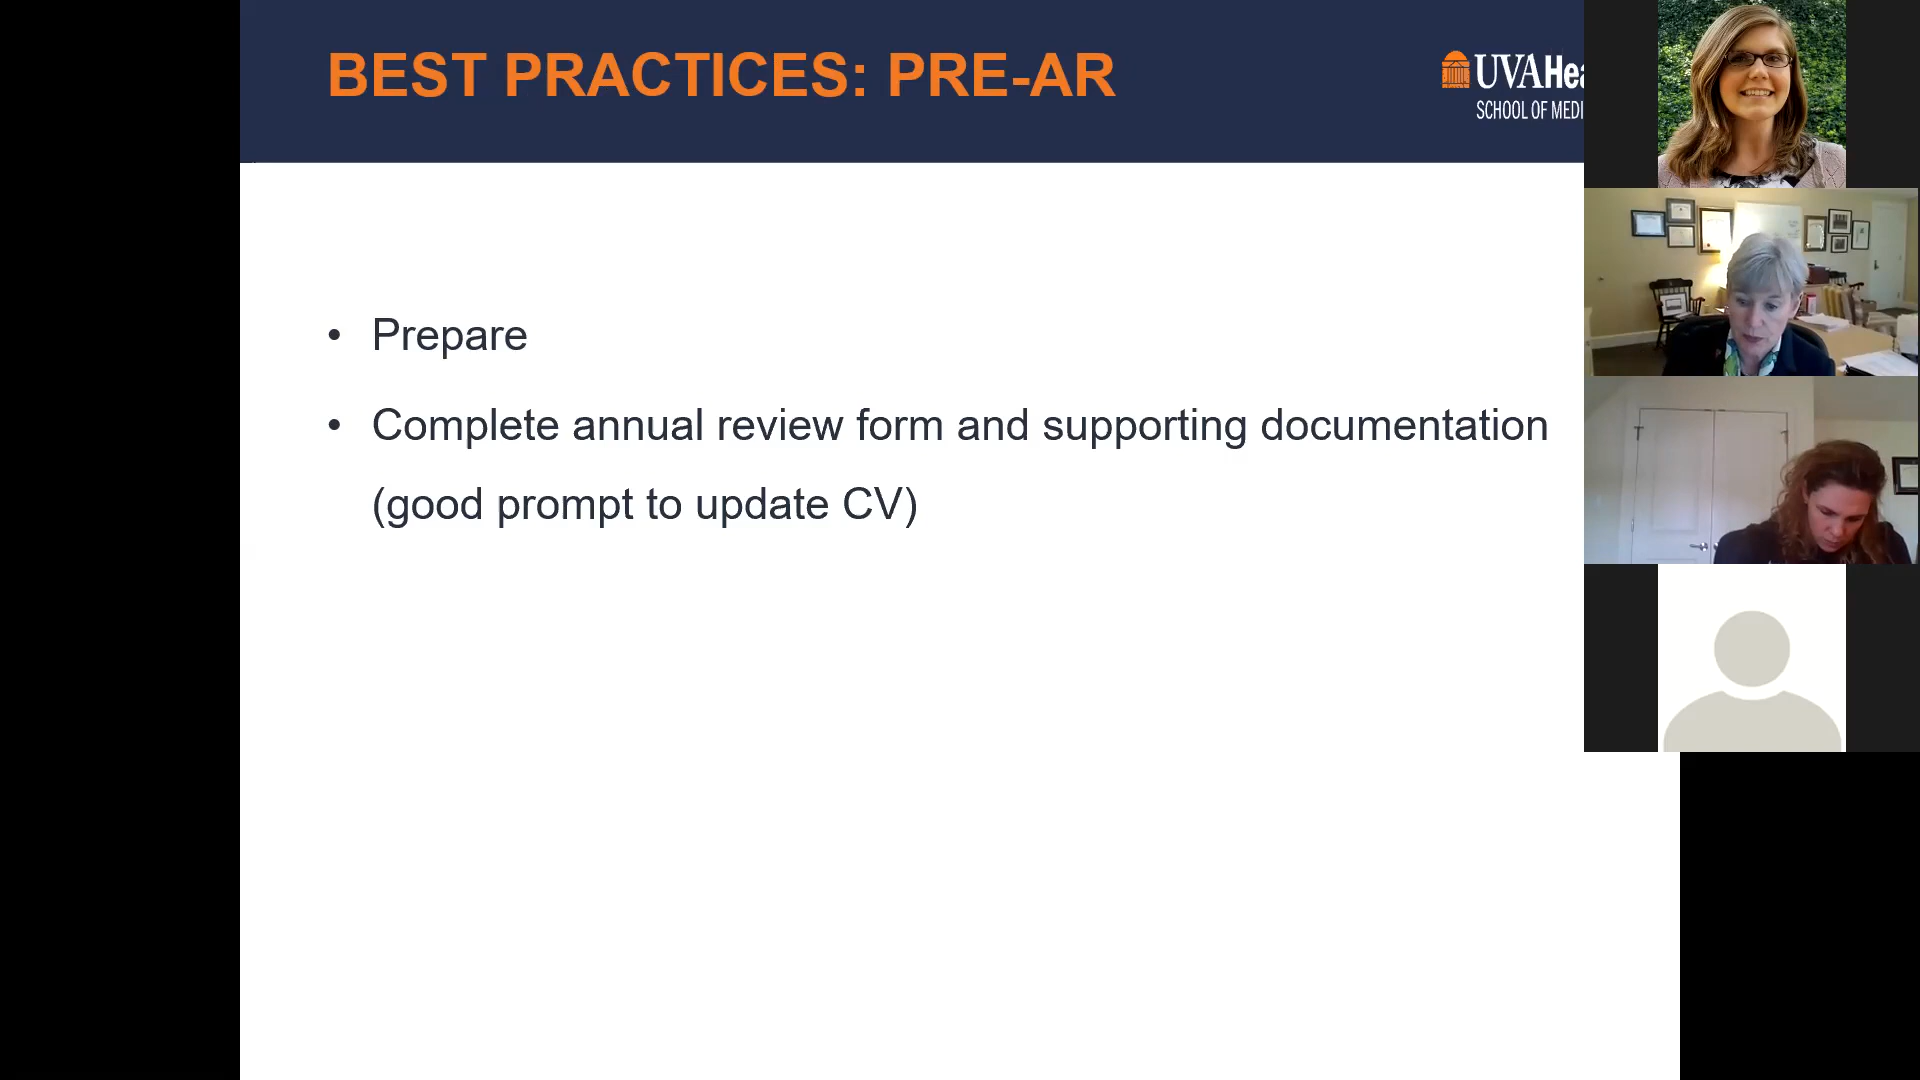 BEST PRACTICES: PRE-AR
UVAHea
SCHOOL OF MEDI
• Prepare
• Complete annual review form and supporting documentation
(good prompt to update CV)